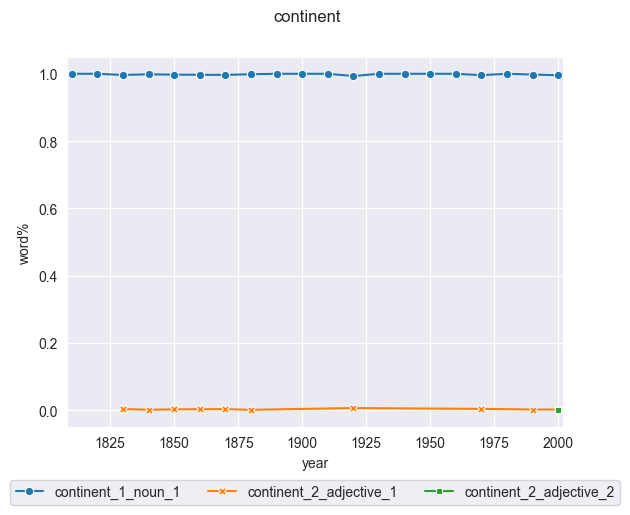 continent
1.0
0.8
0.6
0.4
0.2
0.0
word%
1825 1850 1875 1900 1925 1950 1975 2000
year
continent_1_noun_1 continent_2_adjective_1 continent_2_adjective_2